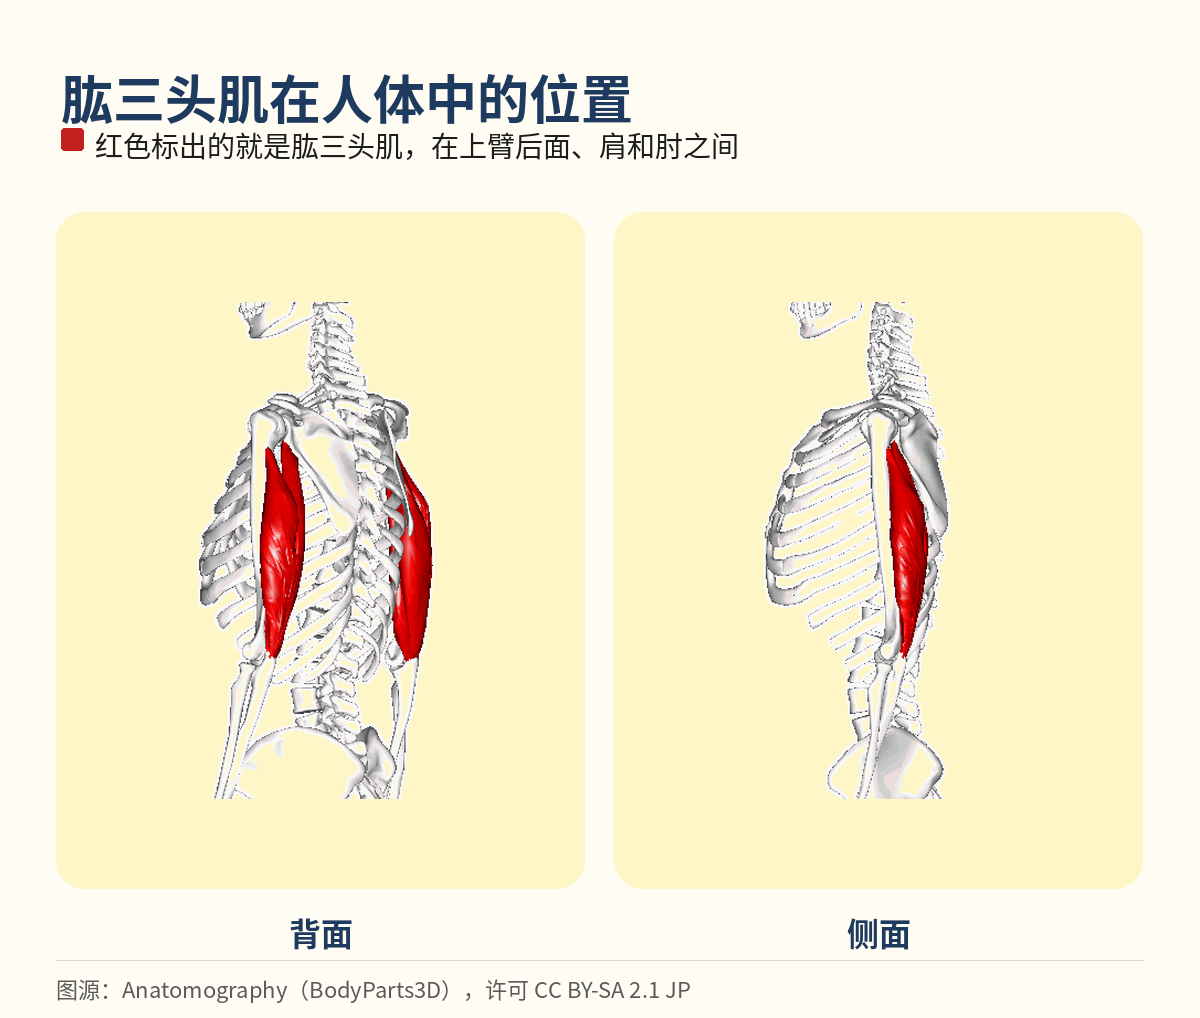 肱三头肌在人体中的位置
红色标出的就是肱三头肌，在上臂后面、肩和肘之间
背面
侧面
图源：Anatomography（BodyParts3D），许可 CC BY-SA 2.1 JP